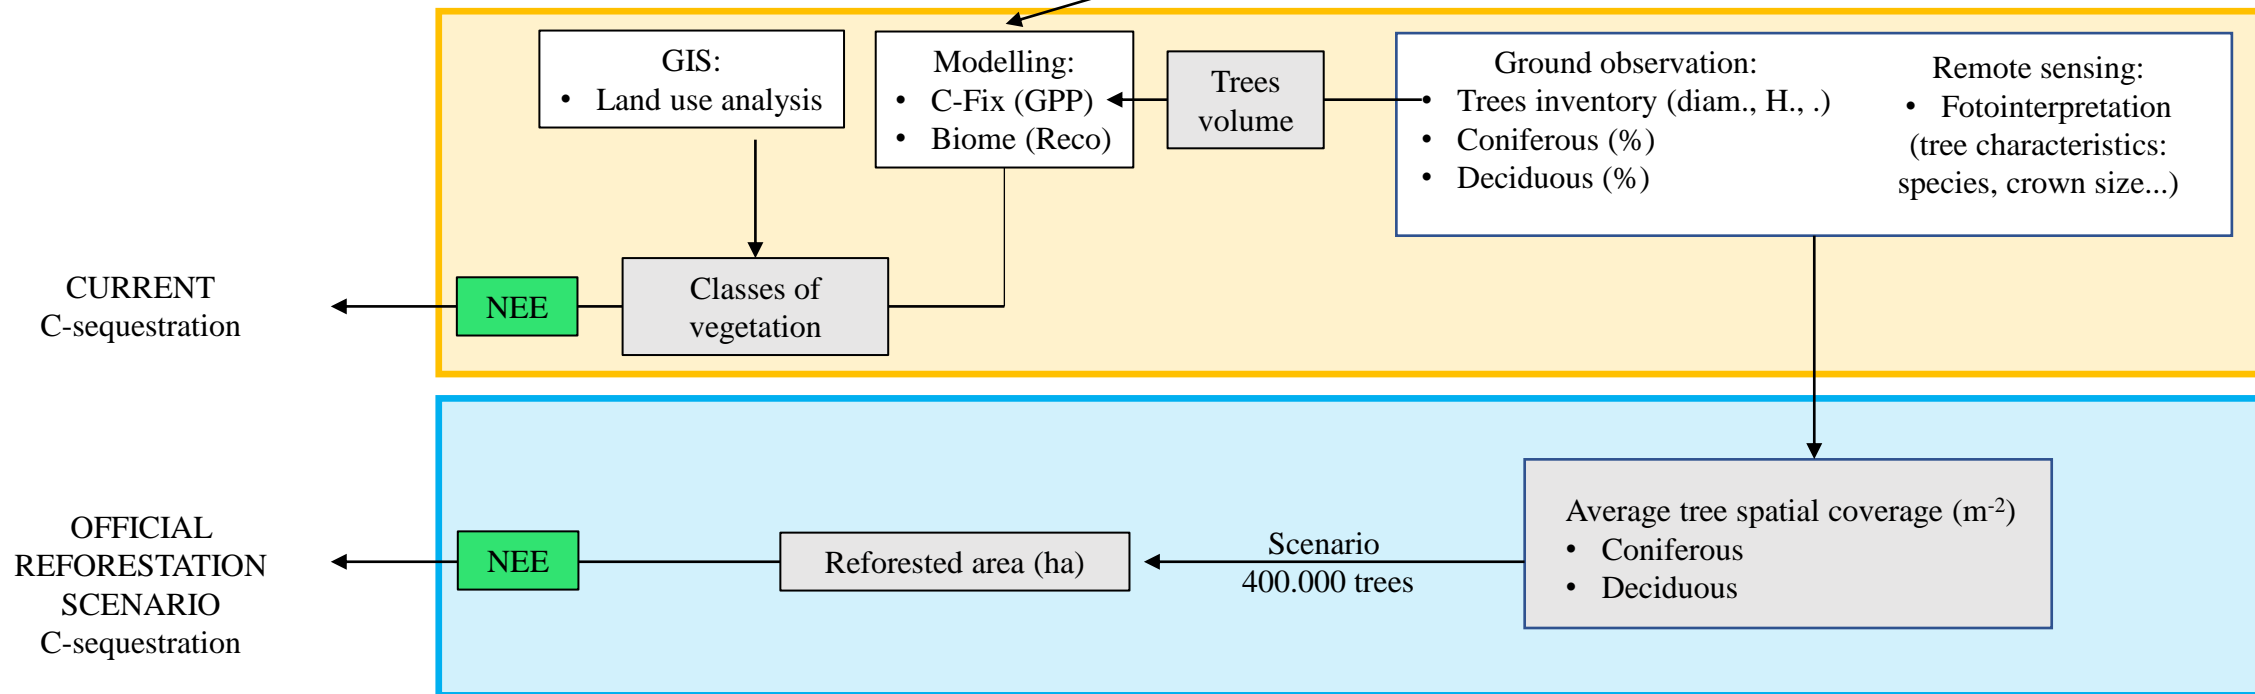 GIS:
• Land use analysis
Modelling:
• C-Fix (GPP)
• Biome (Reco)
Trees
volume
Ground observation:
• Trees inventory (diam., H., .)
• Coniferous (%)
• Deciduous (%)
Remote sensing:
• Fotointerpretation
(tree characteristics:
species, crown size...)
CURRENT
C-sequestration
NEE
Classes of
vegetation
OFFICIAL
REFORESTATION
SCENARIO
C-sequestration
NEE
Reforested area (ha)
Scenario
400.000 trees
Average tree spatial coverage (m⁻²)
• Coniferous
• Deciduous